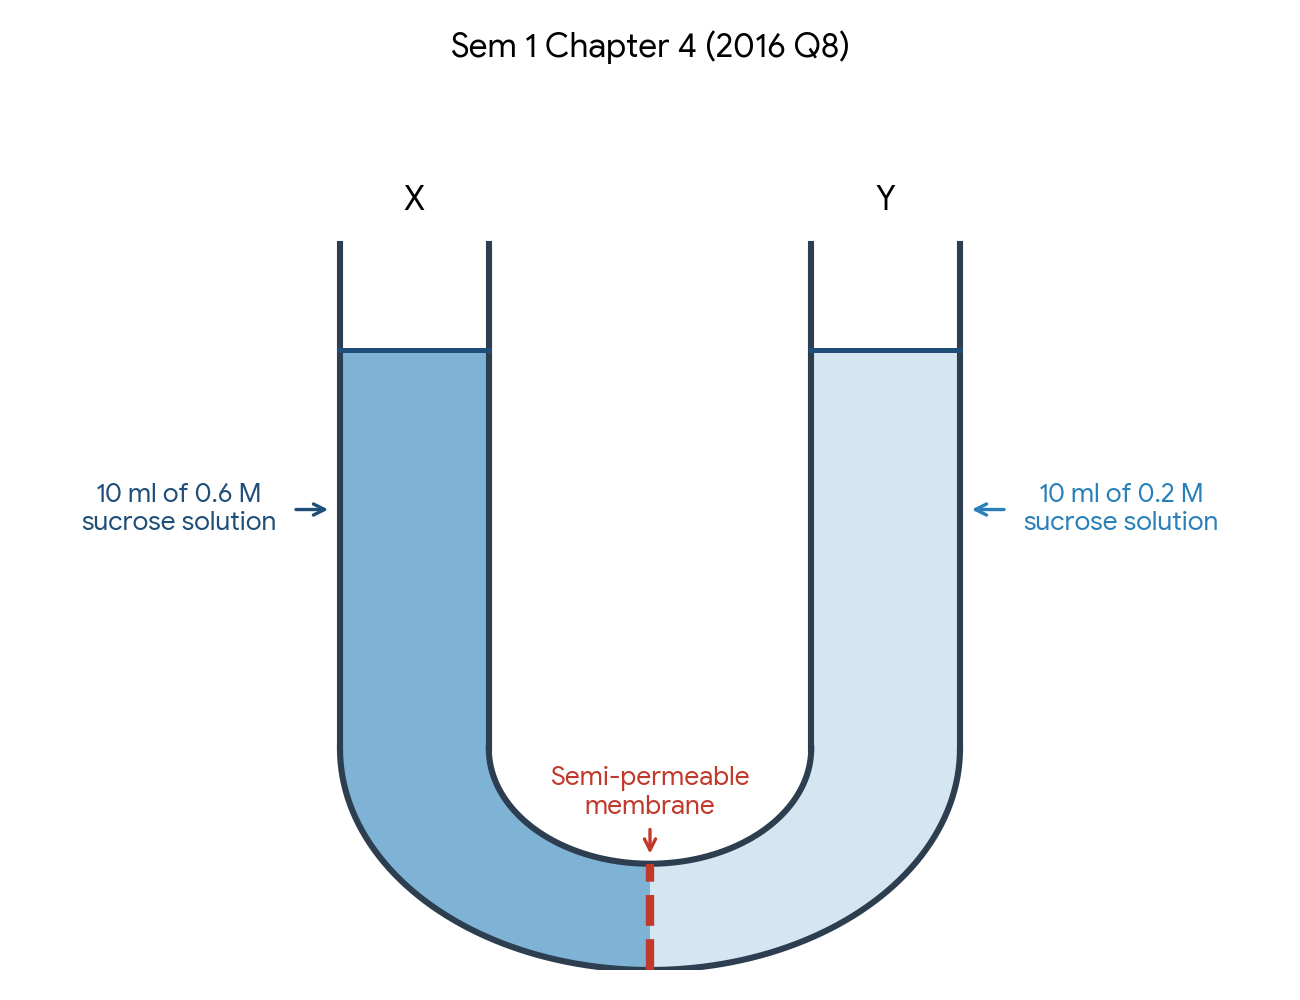 Sem 1 Chapter 4 (2016 Q8)
X
Y
10 ml of 0.6 M
sucrose solution
10 ml of 0.2 M
sucrose solution
Semi-permeable
membrane